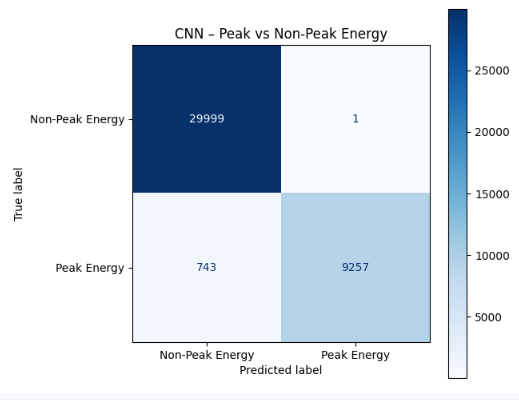 CNN – Peak vs Non-Peak Energy
Non-Peak Energy
29999
1
Peak Energy
743
9257
Non-Peak Energy
Peak Energy
Predicted label
True label
25000
20000
15000
10000
5000